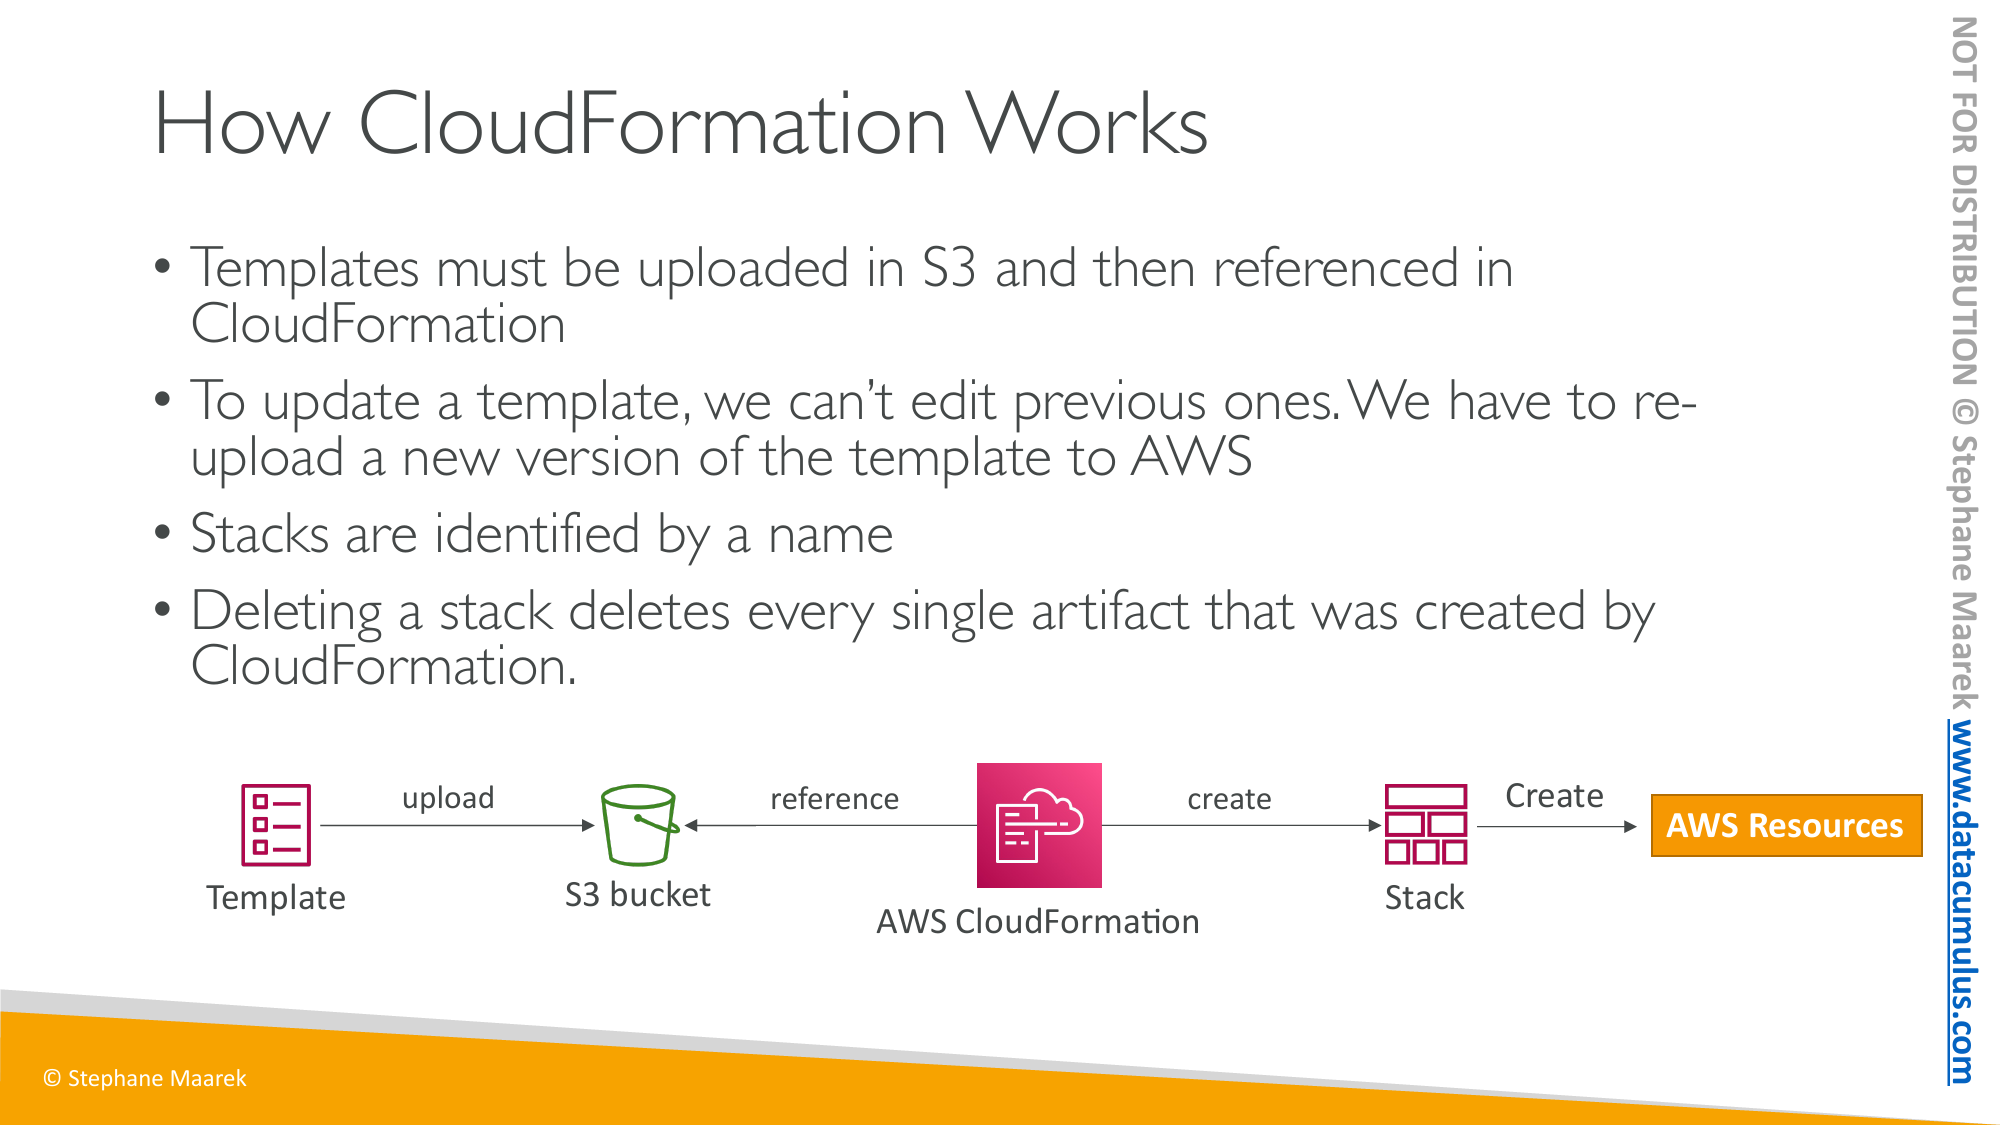 How CloudFormation Works
• Templates must be uploaded in S3 and then referenced in
CloudFormation
• To update a template, we can’t edit previous ones. We have to re-
upload a new version of the template to AWS
• Stacks are identified by a name
• Deleting a stack deletes every single artifact that was created by
CloudFormation.
upload
reference
create
Create
AWS Resources
Template
S3 bucket
AWS CloudFormation
Stack
© Stephane Maarek
NOT FOR DISTRIBUTION © Stephane Maarek www.datacumulus.com